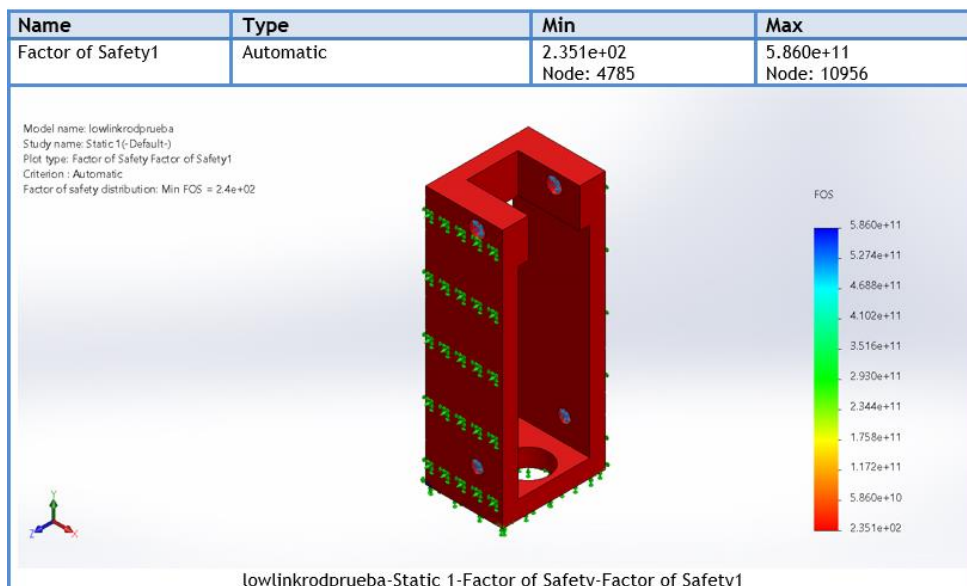 Name Type Min Max
Factor of Safety1 Automatic 2.351e+02 5.860e+11
Node: 4785 Node: 10956
Model name: lowlinkrodprueba
Study name: Static 1(-Default-)
Plot type: Factor of Safety Factor of Safety1
Criterion : Automatic
Factor of safety distribution: Min FOS = 2.4e+02
FOS
5.860e+11
5.274e+11
4.688e+11
4.102e+11
3.516e+11
2.930e+11
2.344e+11
1.758e+11
1.172e+11
5.860e+10
2.351e+02
Y
Z X
lowlinkrodprueba-Static 1-Factor of Safety-Factor of Safety1